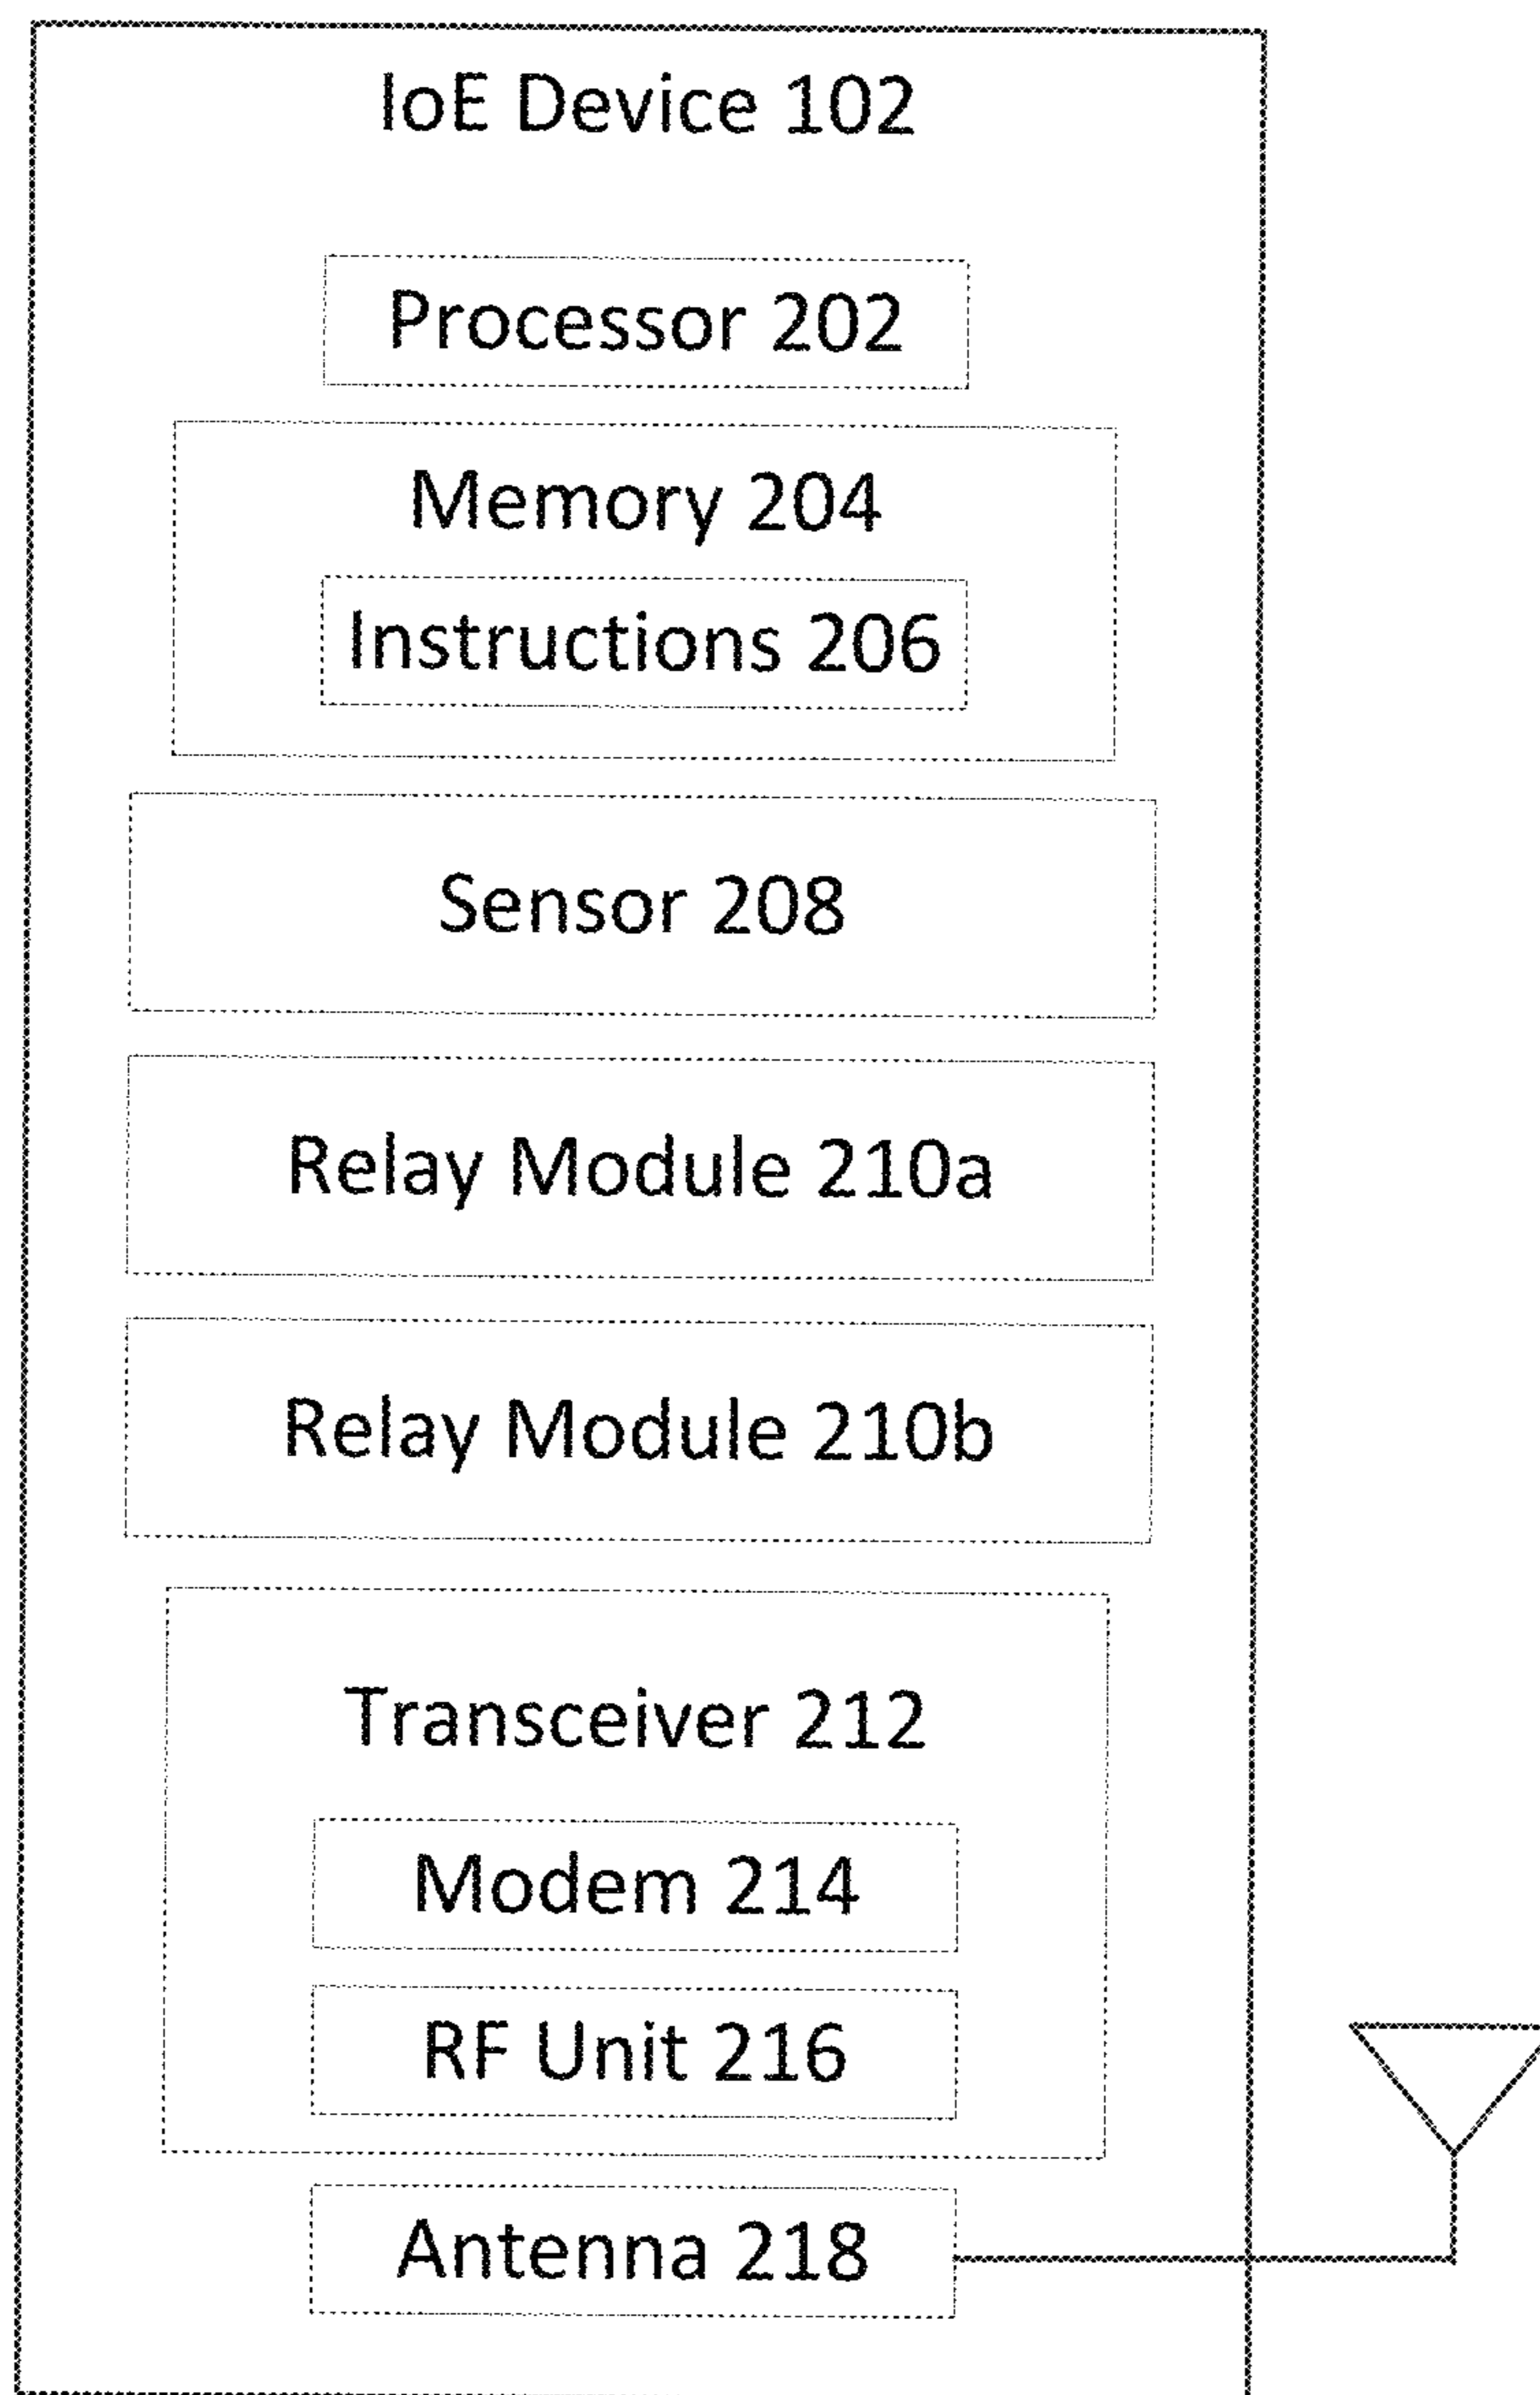 IoE Device 102
Processor 202
Memory 204
Instructions 206
Sensor 208
Relay Module 210a
Relay Module 210b
Transceiver 212
Modem 214
RF Unit 216
Antenna 218